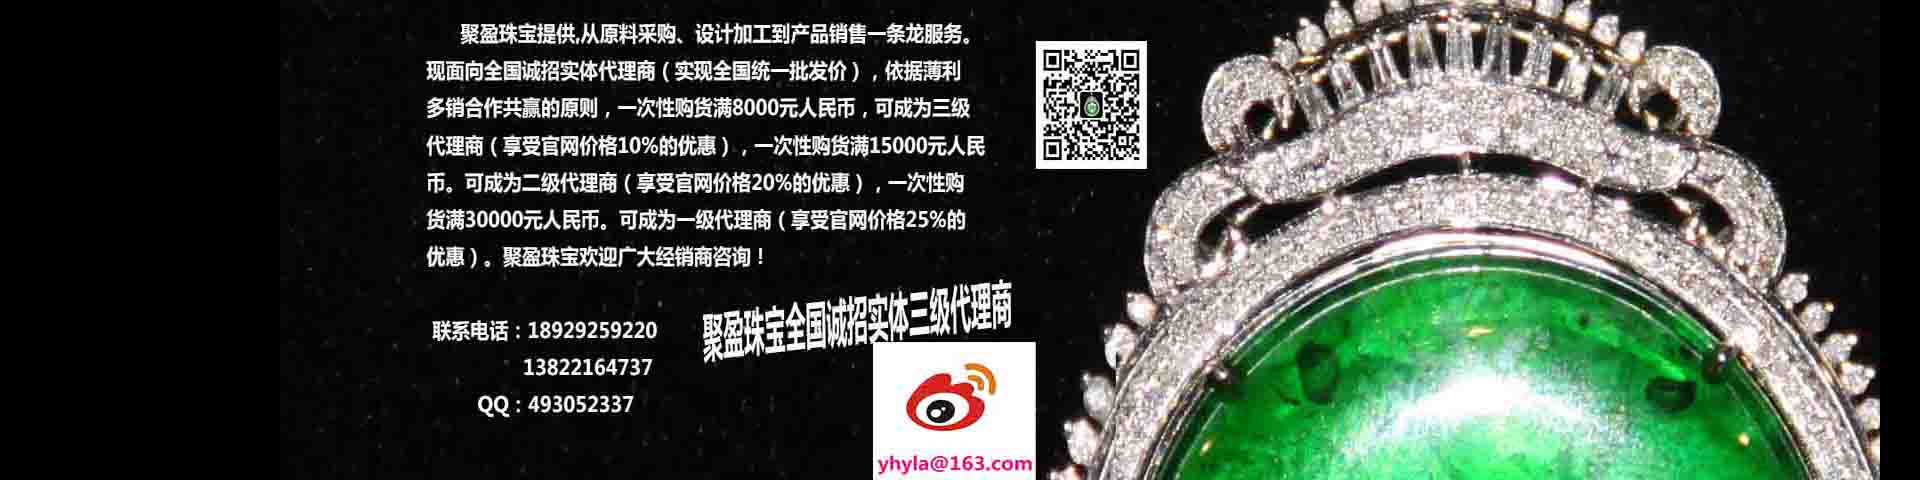 聚盈珠宝提供,从原料采购、设计加工到产品销售一条龙服务。
现面向全国诚招实体代理商（实现全国统一批发价），依据薄利
多销合作共赢的原则，一次性购货满8000元人民币，可成为三级
代理商（享受官网价格10%的优惠），一次性购货满15000元人民
币。可成为二级代理商（享受官网价格20%的优惠），一次性购
货满30000元人民币。可成为一级代理商（享受官网价格25%的
优惠）。聚盈珠宝欢迎广大经销商咨询！
聚盈珠宝全国诚招实体三级代理商
联系电话：18929259220
13822164737
QQ：493052337
yhyla@163.com